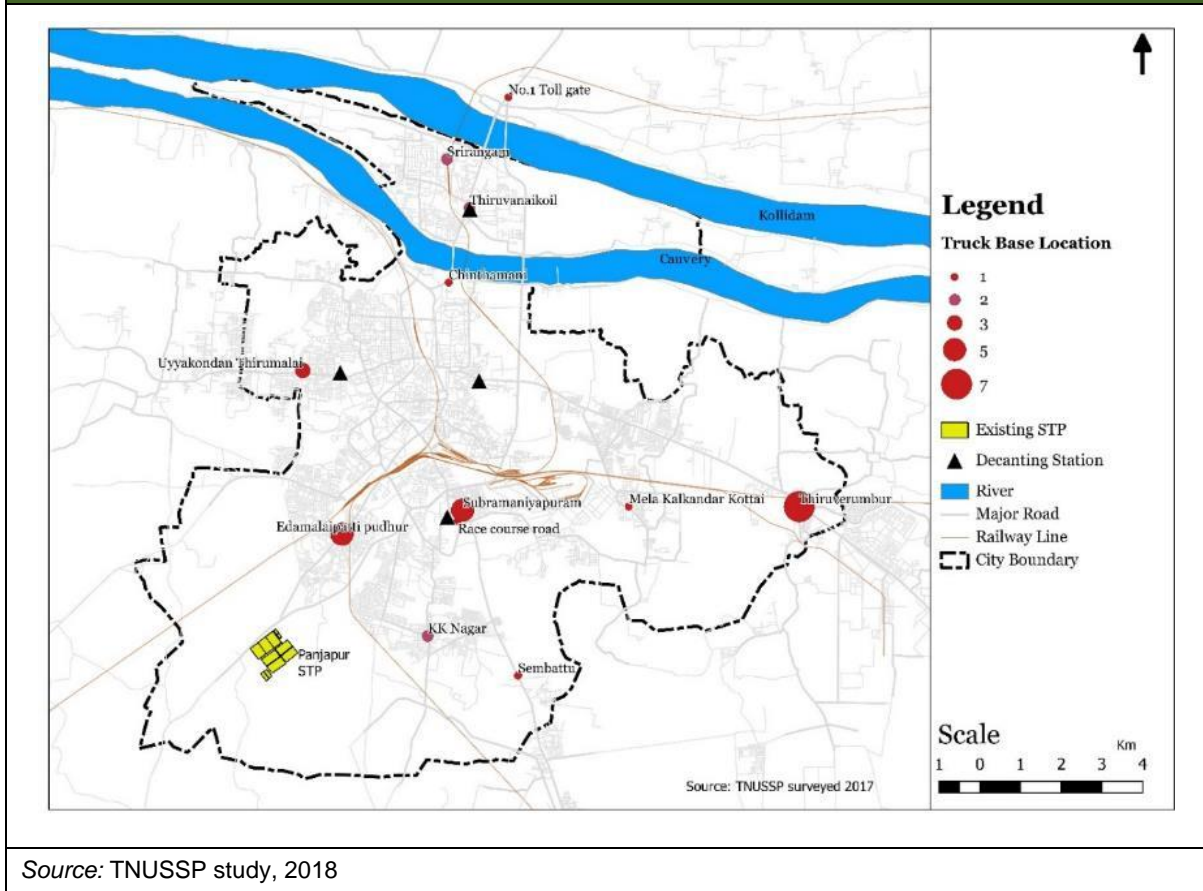 No.1 Toll gate
Srirangam
Thiruvanaikoil
Kollidam
Cauvery
Chinthamani
Uyyakondan Thirumalai
Subramaniyapuram
Mela Kalkandar Kottai
Thiruverumbur
Edamalaipatti pudhur
Race course road
KK Nagar
Panjapur
STP
Sembattu
Source: TNUSSP surveyed 2017
Legend
Truck Base Location
1
2
3
5
7
Existing STP
Decanting Station
River
Major Road
Railway Line
City Boundary
Scale
Km
1 0 1 2 3 4
Source: TNUSSP study, 2018